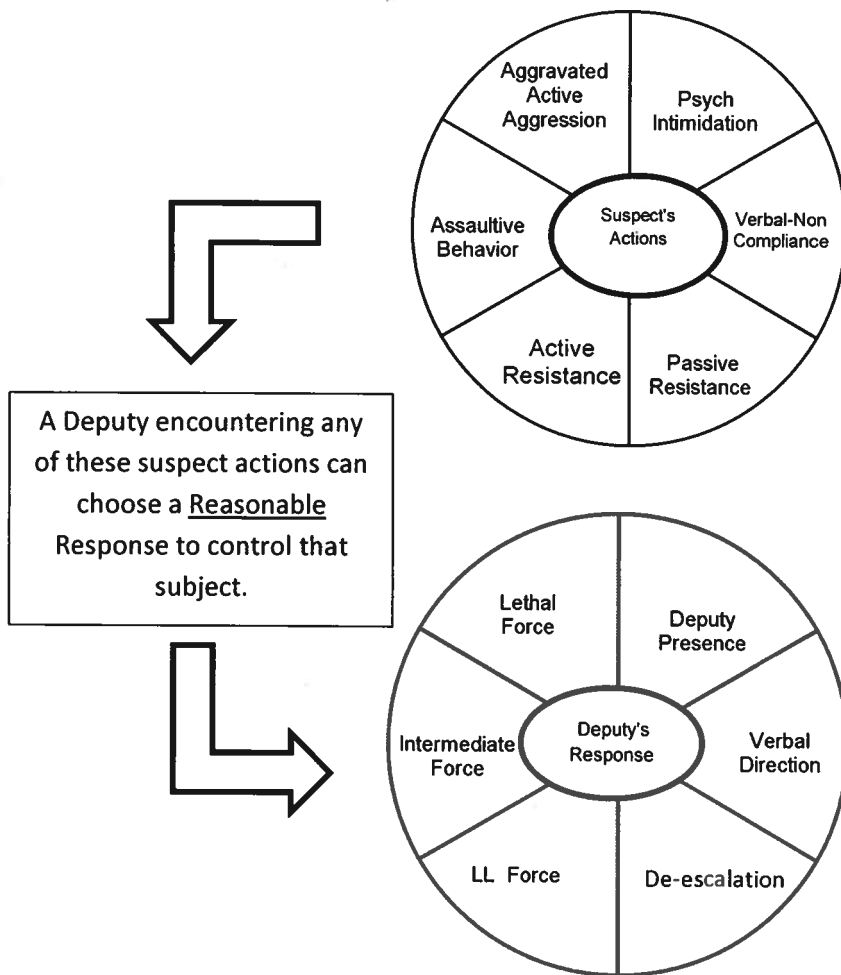 Aggravated
Active
Aggression
Psych
Intimidation
Assaultive
Behavior
Suspect's
Actions
Verbal-Non
Compliance
Active
Resistance
Passive
Resistance
A Deputy encountering any
of these suspect actions can
choose a Reasonable
Response to control that
subject.
Lethal
Force
Deputy
Presence
Intermediate
Force
Deputy's
Response
Verbal
Direction
LL Force
De-escalation